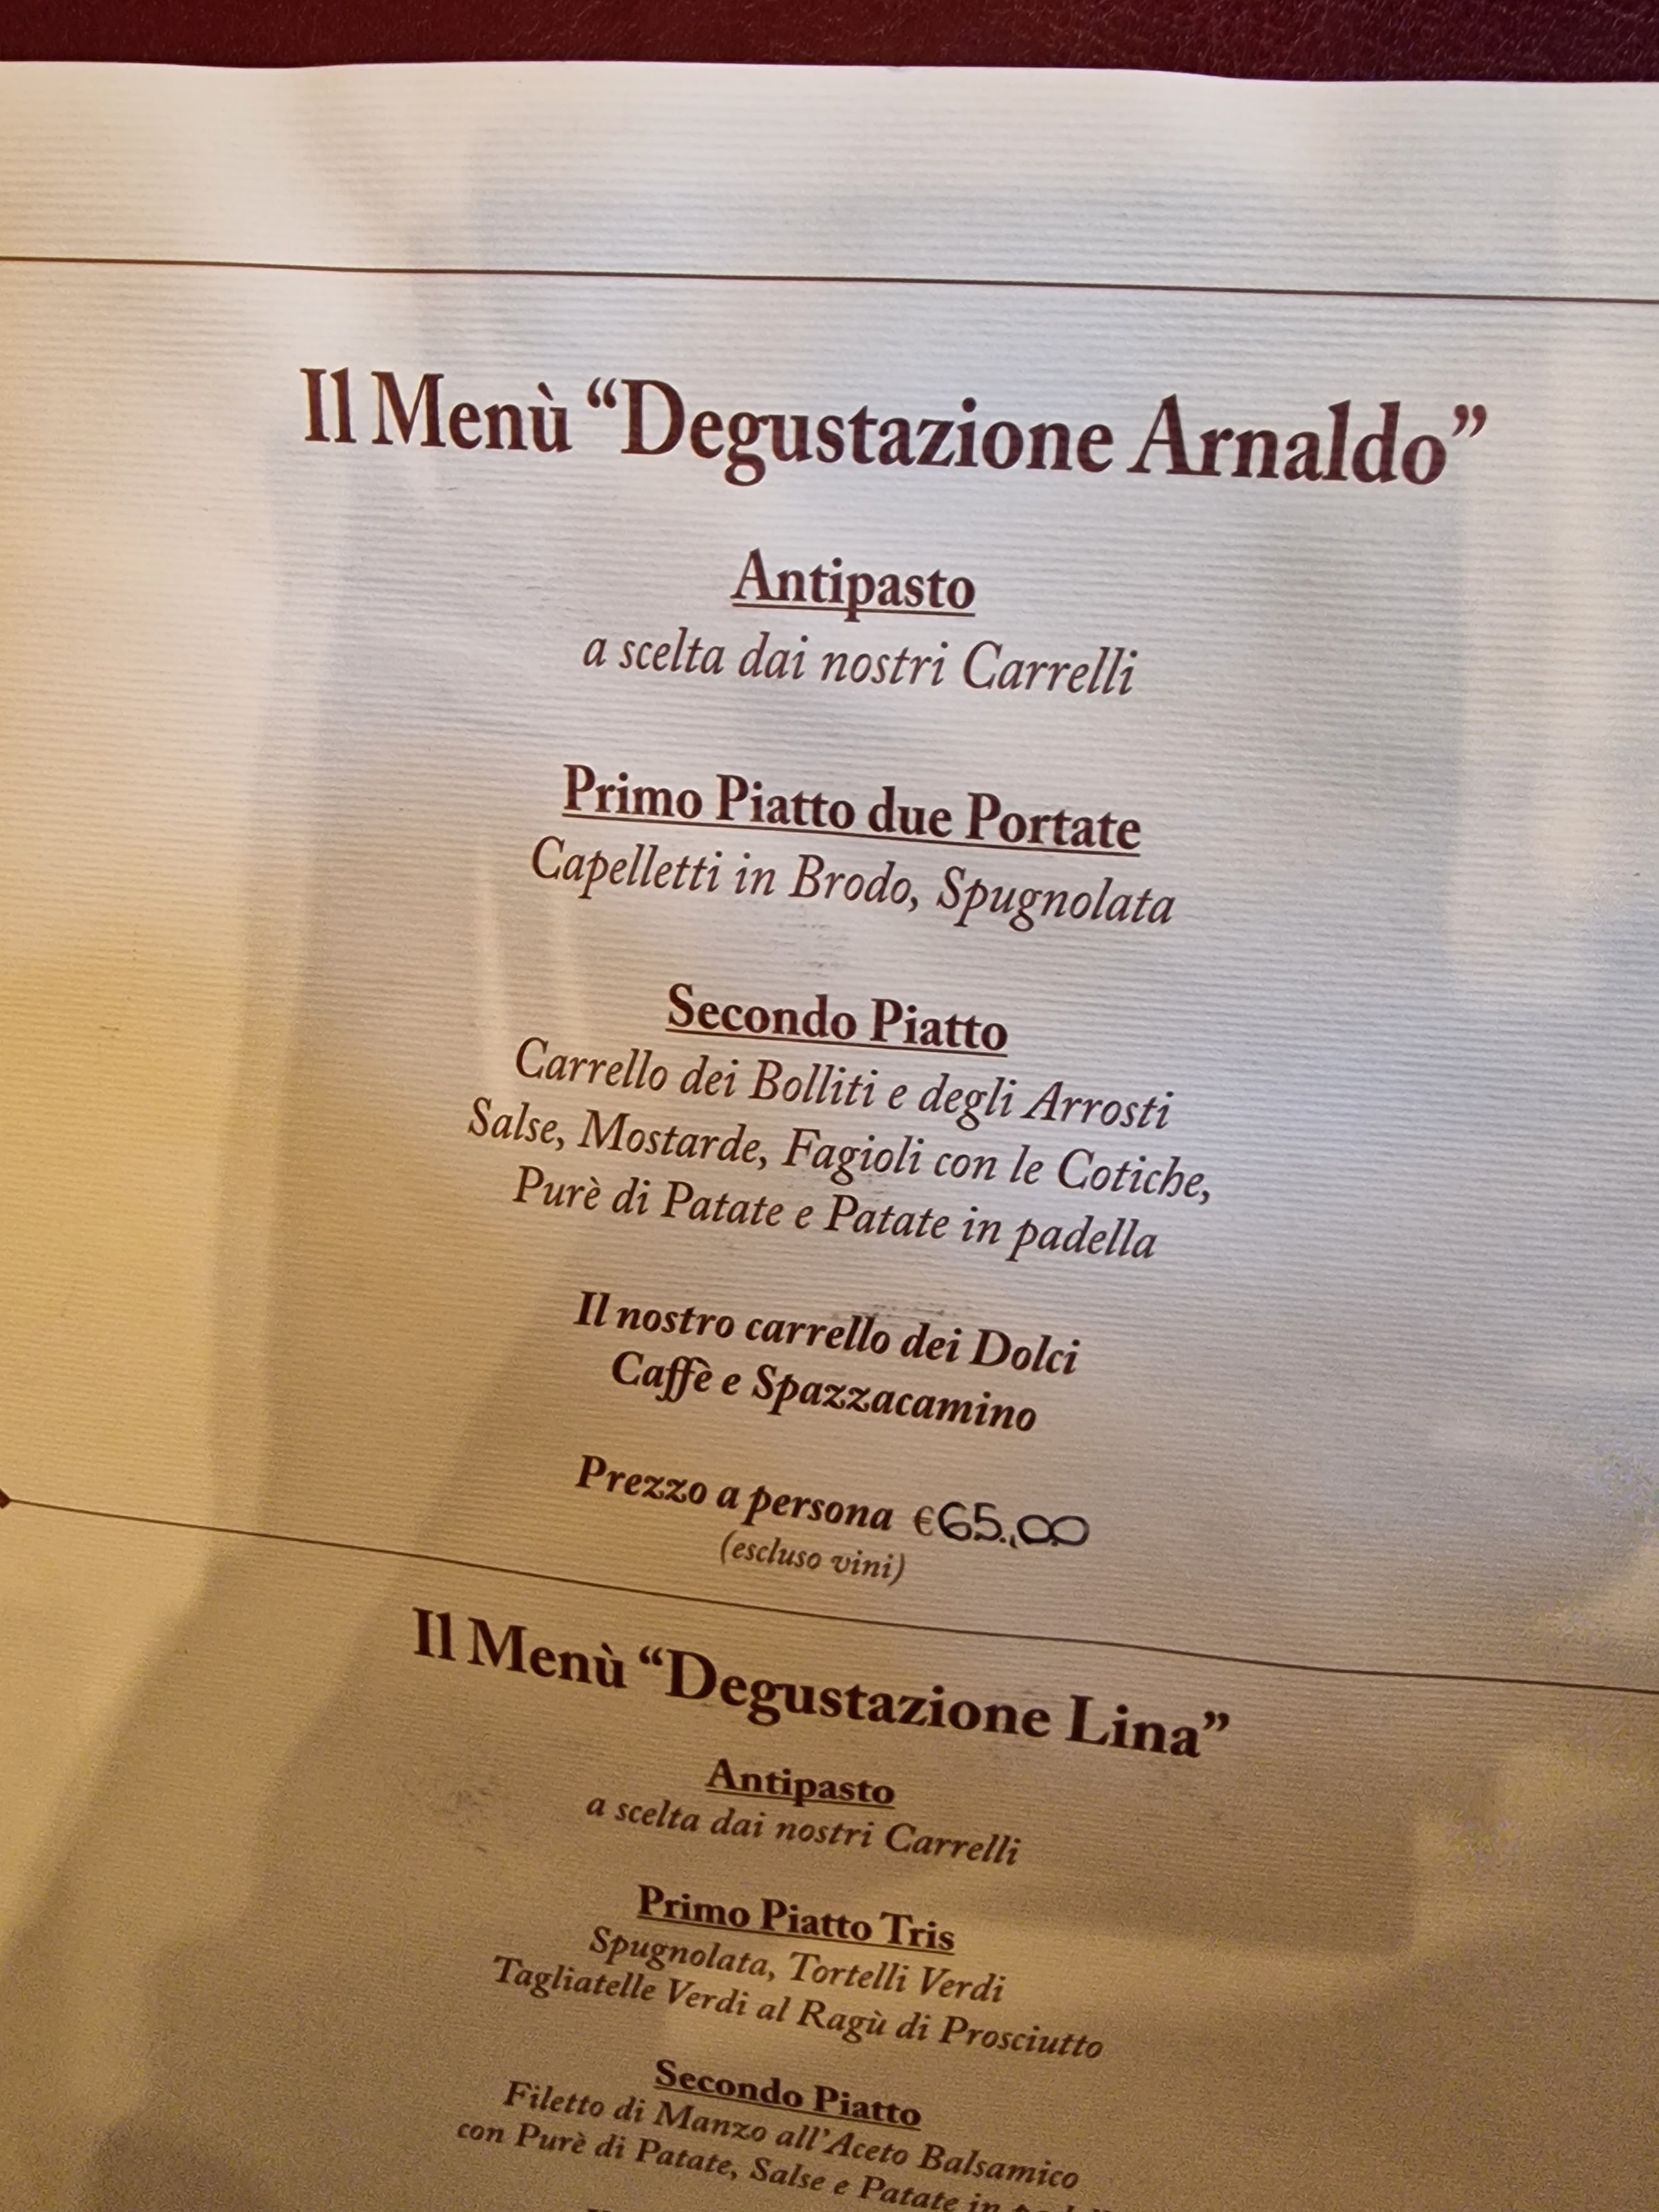 Il Menù “Degustazione Arnaldo”
Antipasto
a scelta dai nostri Carrelli
Primo Piatto due Portate
Capelletti in Brodo, Spugnolata
Secondo Piatto
Carrello dei Bolliti e degli Arrosti
Salse, Mostarde, Fagioli con le Cotiche,
Purè di Patate e Patate in padella
Il nostro carrello dei Dolci
Caffè e Spazzacamino
Prezzo a persona €65,00
(escluso vini)
Il Menù “Degustazione Lina”
Antipasto
a scelta dai nostri Carrelli
Primo Piatto Tris
Spugnolata, Tortelli Verdi
Tagliatelle Verdi al Ragù di Prosciutto
Secondo Piatto
Filetto di Manzo all’Aceto Balsamico
con Purè di Patate, Salse e Patate in